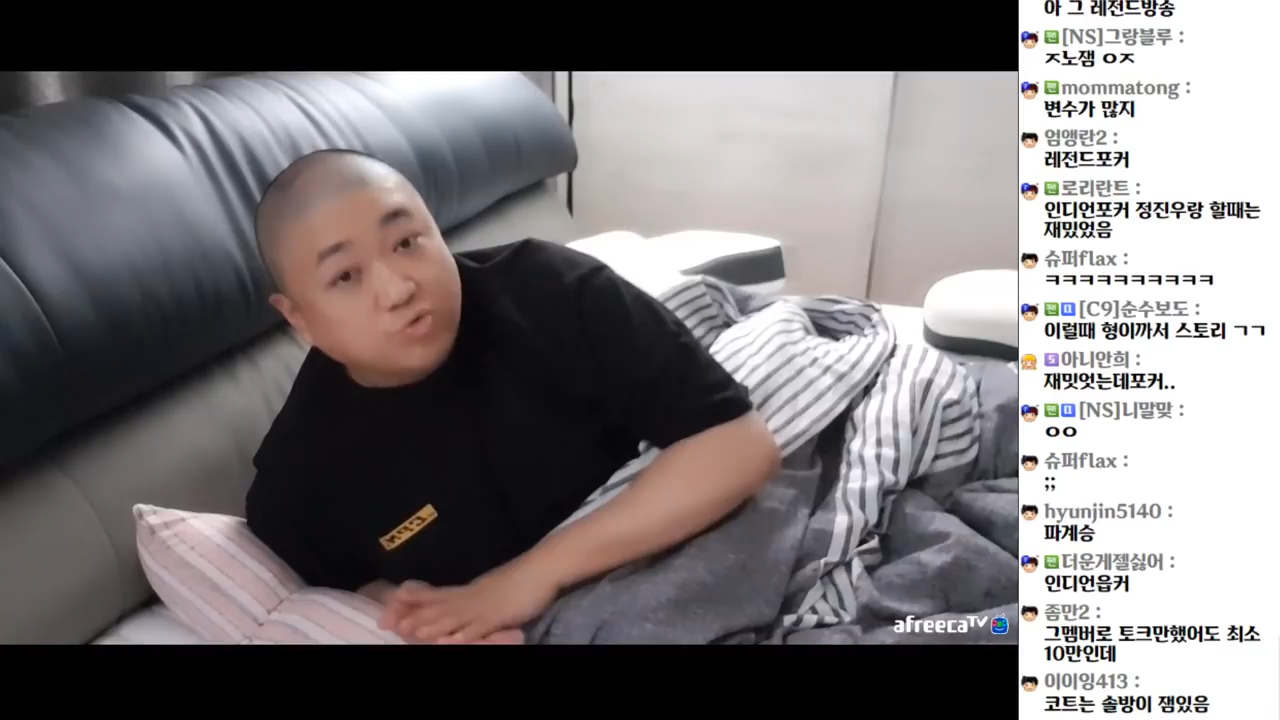 아 그 레전드방송
팬 [NS]그랑블루 :
ㅈ노잼 ㅇㅈ
팬 mommatong :
변수가 많지
엄앵란2 :
레전드포커
팬 로리란트 :
인디언포커 정진우랑 할때는
재밌었음
슈퍼flax :
ㅋㅋㅋㅋㅋㅋㅋㅋㅋㅋ
팬 [C9]순수보도 :
이럴때 형이까서 스토리 ㄱㄱ
S 아니안희 :
재밋엇는데포커..
팬 [NS]니말맞 :
ㅇㅇ
슈퍼flax :
;;
hyunjin5140 :
파계승
팬 더운게젤싫어 :
인디언읍커
좀만2 :
그멤버로 토크만했어도 최소
10만인데
이이잉413 :
코트는 솔방이 잼있음
afreecaTV